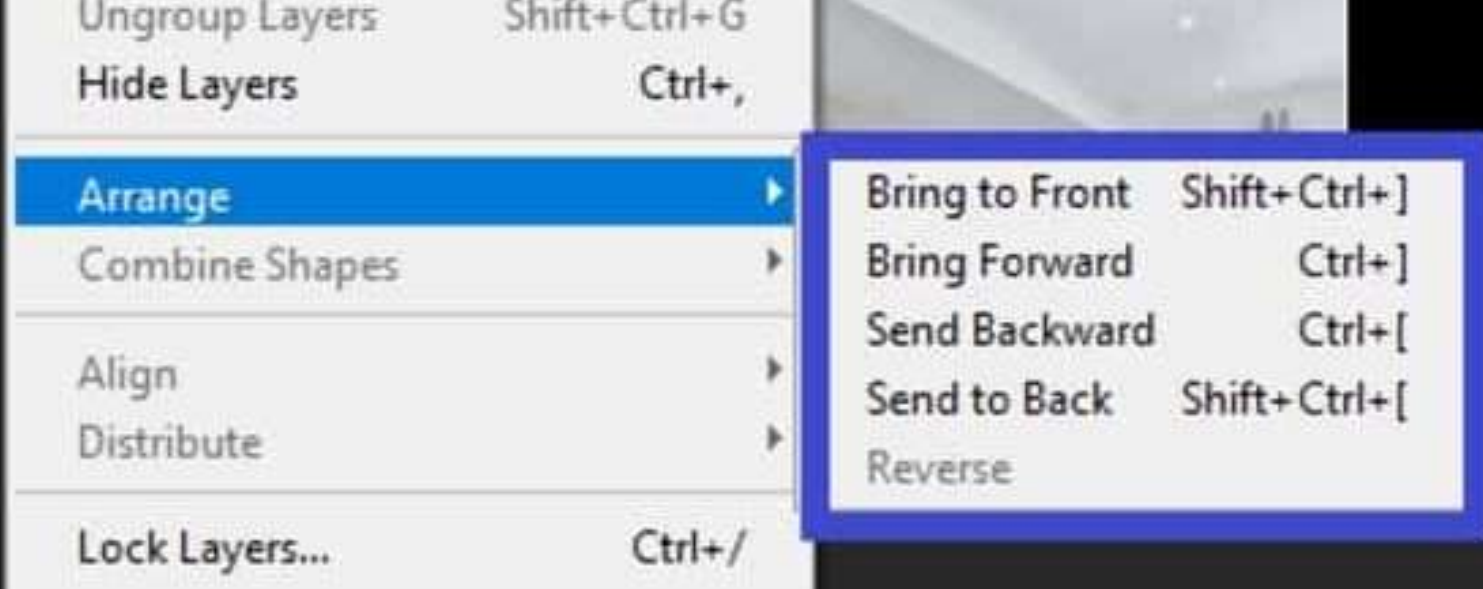 Ungroup Layers Shift+Ctrl+G
Hide Layers Ctrl+,
Arrange
Combine Shapes
Align
Distribute
Lock Layers... Ctrl+/
Bring to Front Shift+Ctrl+]
Bring Forward Ctrl+]
Send Backward Ctrl+[
Send to Back Shift+Ctrl+[
Reverse